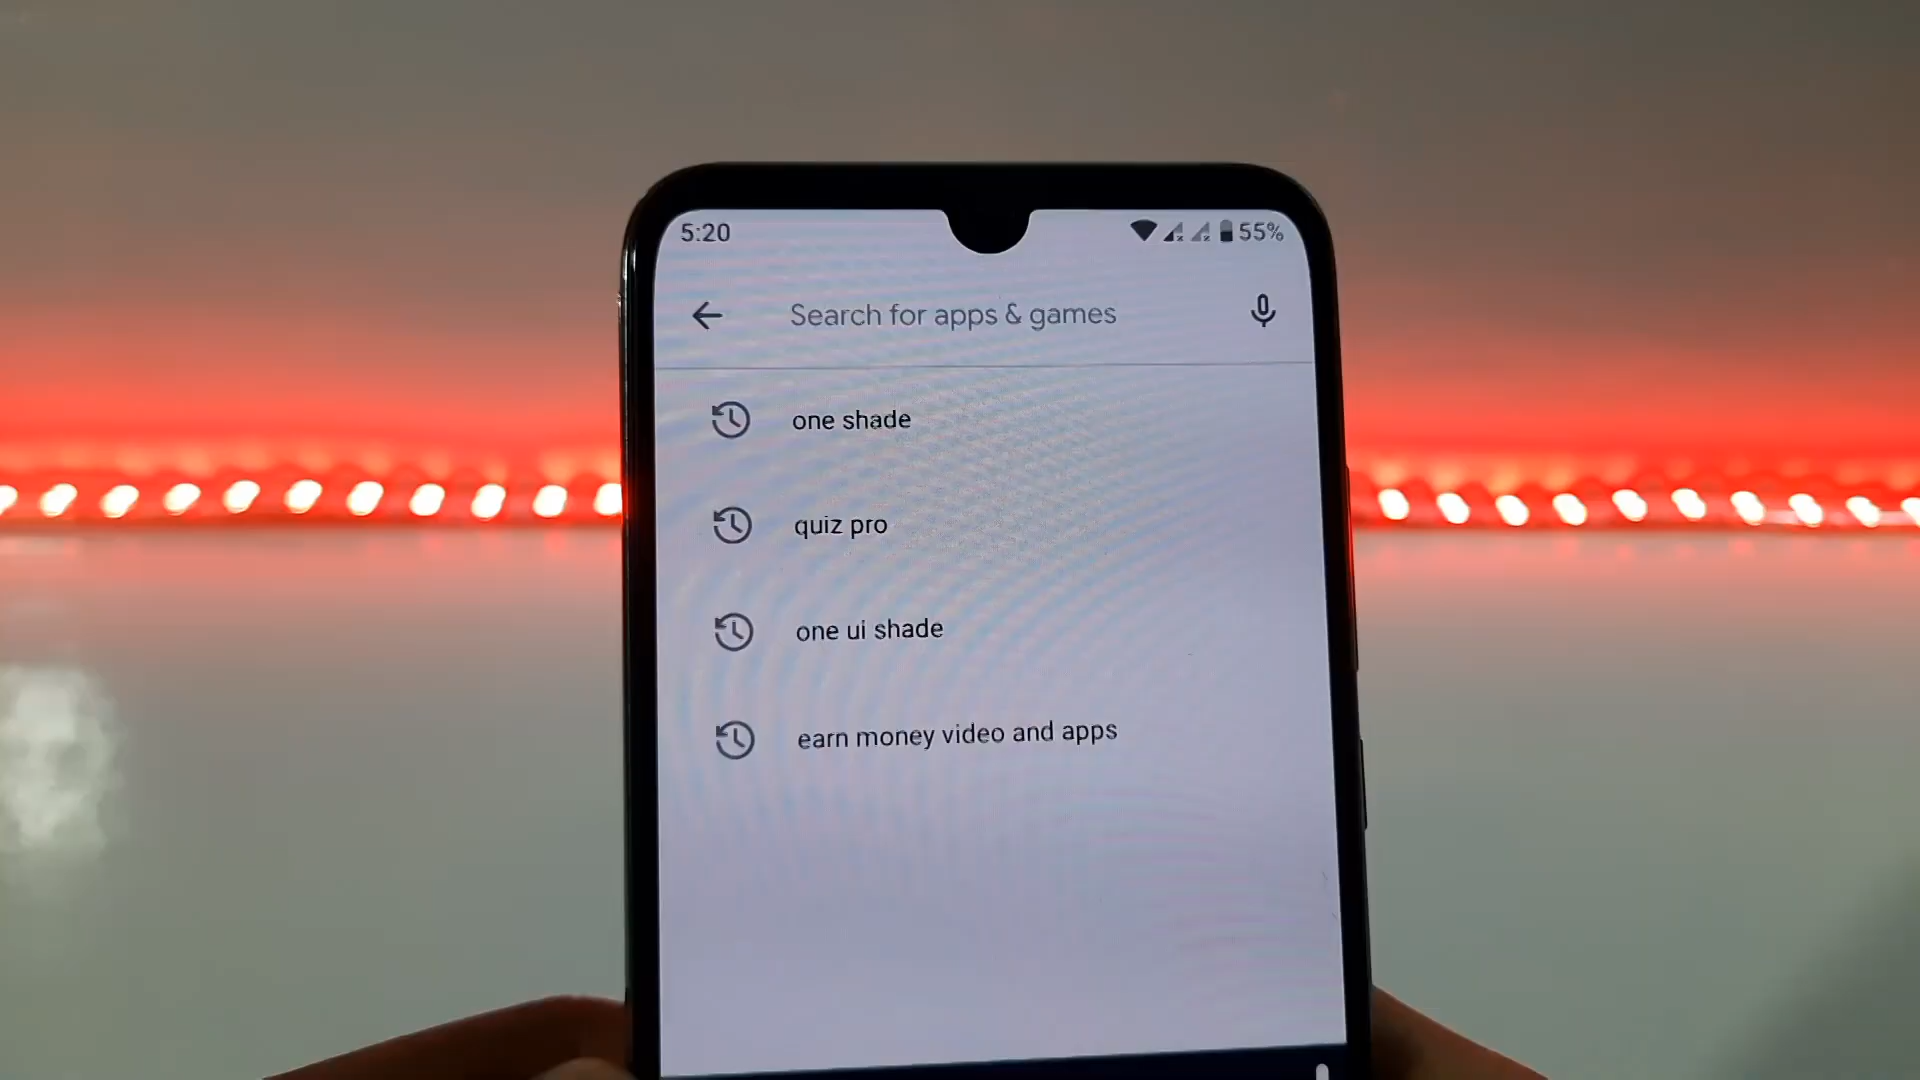 5:20
55%
Search for apps & games
one shade
quiz pro
one ui shade
earn money video and apps